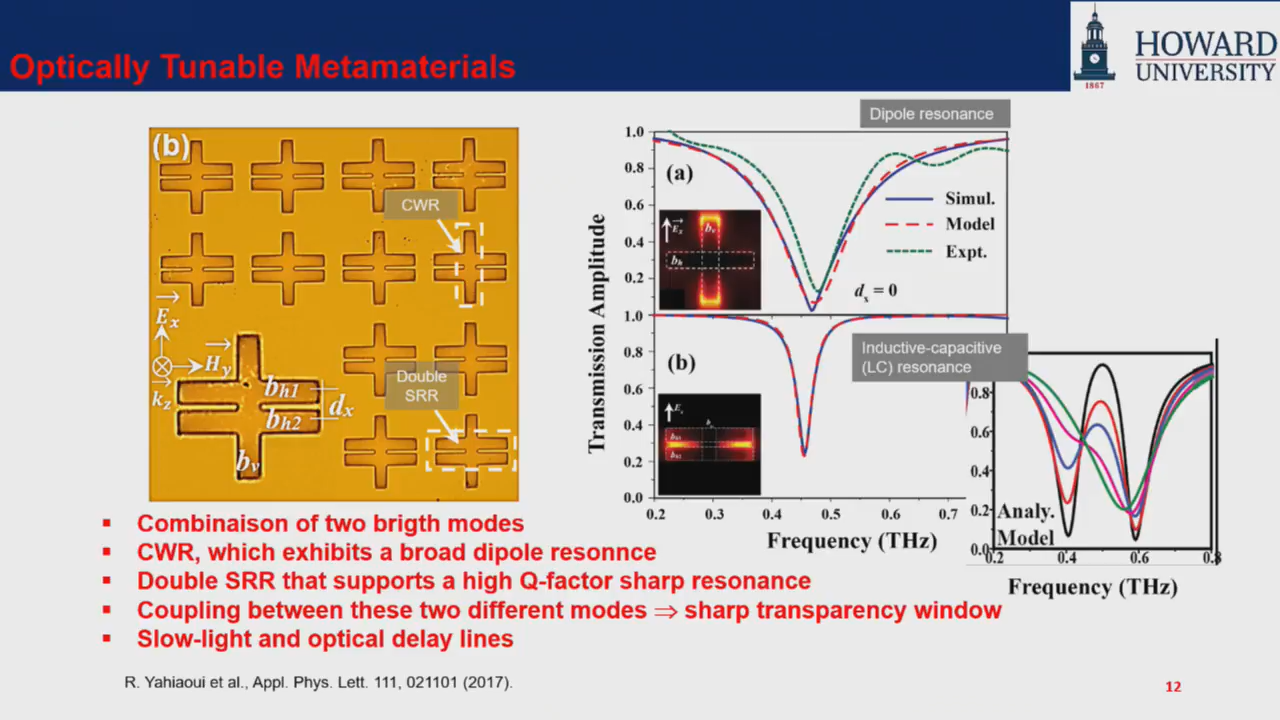 Optically Tunable Metamaterials
HOWARD
UNIVERSITY
1867
(b)
CWR
Double
SRR
Ex
Hy
kz
bh1
bh2
dx
bv
Dipole resonance
1.0
0.8
0.6
0.4
0.2
1.0
0.8
0.6
0.4
0.2
0.0
Transmission Amplitude
(a)
Simul.
Model
Expt.
Ex
bv
bh
dx = 0
(b)
Inductive-capacitive
(LC) resonance
0.2
0.3
0.4
0.5
0.6
0.7
Frequency (THz)
0.8
0.6
0.4
0.2
0.0
Analy.
Model
0.2
0.4
0.6
0.8
Frequency (THz)
▪ Combinaison of two brigth modes
▪ CWR, which exhibits a broad dipole resonnce
▪ Double SRR that supports a high Q-factor sharp resonance
▪ Coupling between these two different modes ⇒ sharp transparency window
▪ Slow-light and optical delay lines
R. Yahiaoui et al., Appl. Phys. Lett. 111, 021101 (2017).
12